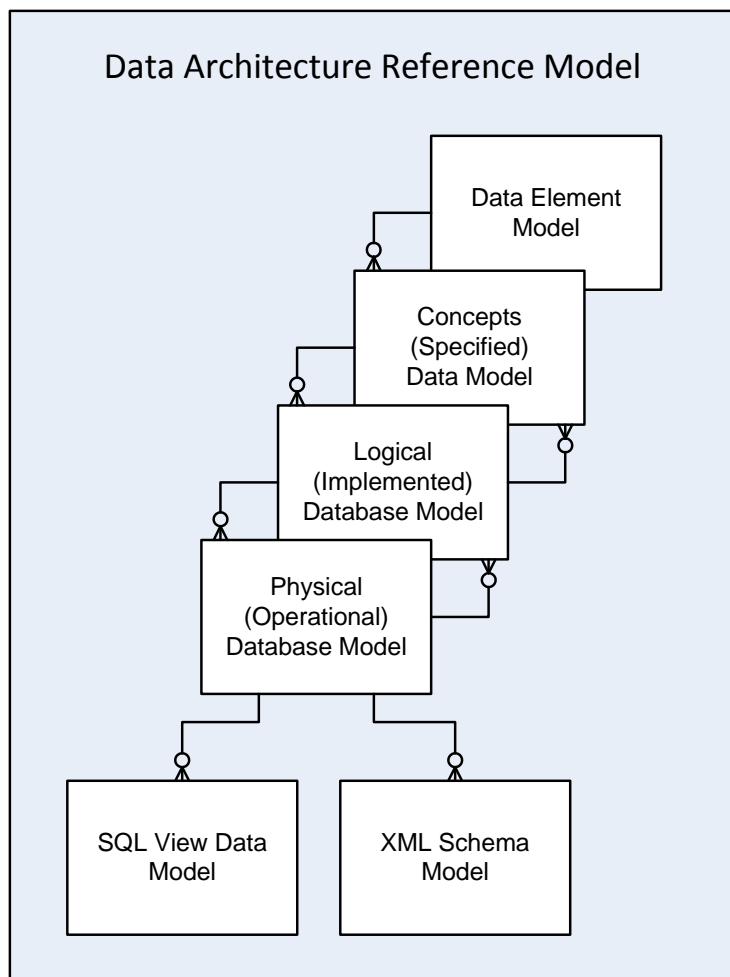 Data Architecture Reference Model
Data Element
Model
Concepts
(Specified)
Data Model
Logical
(Implemented)
Database Model
Physical
(Operational)
Database Model
SQL View Data
Model
XML Schema
Model